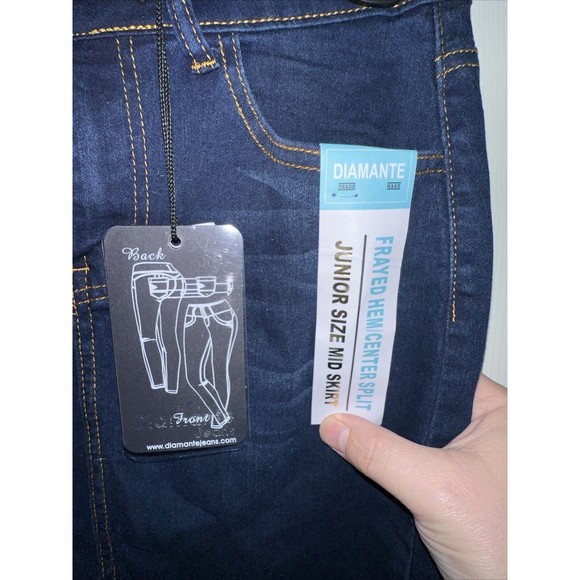 DIAMANTE
FRAYED HEM/CENTER SPLIT
JUNIOR SIZE MID SKIRT
Back
Front
www.diamantejeans.com